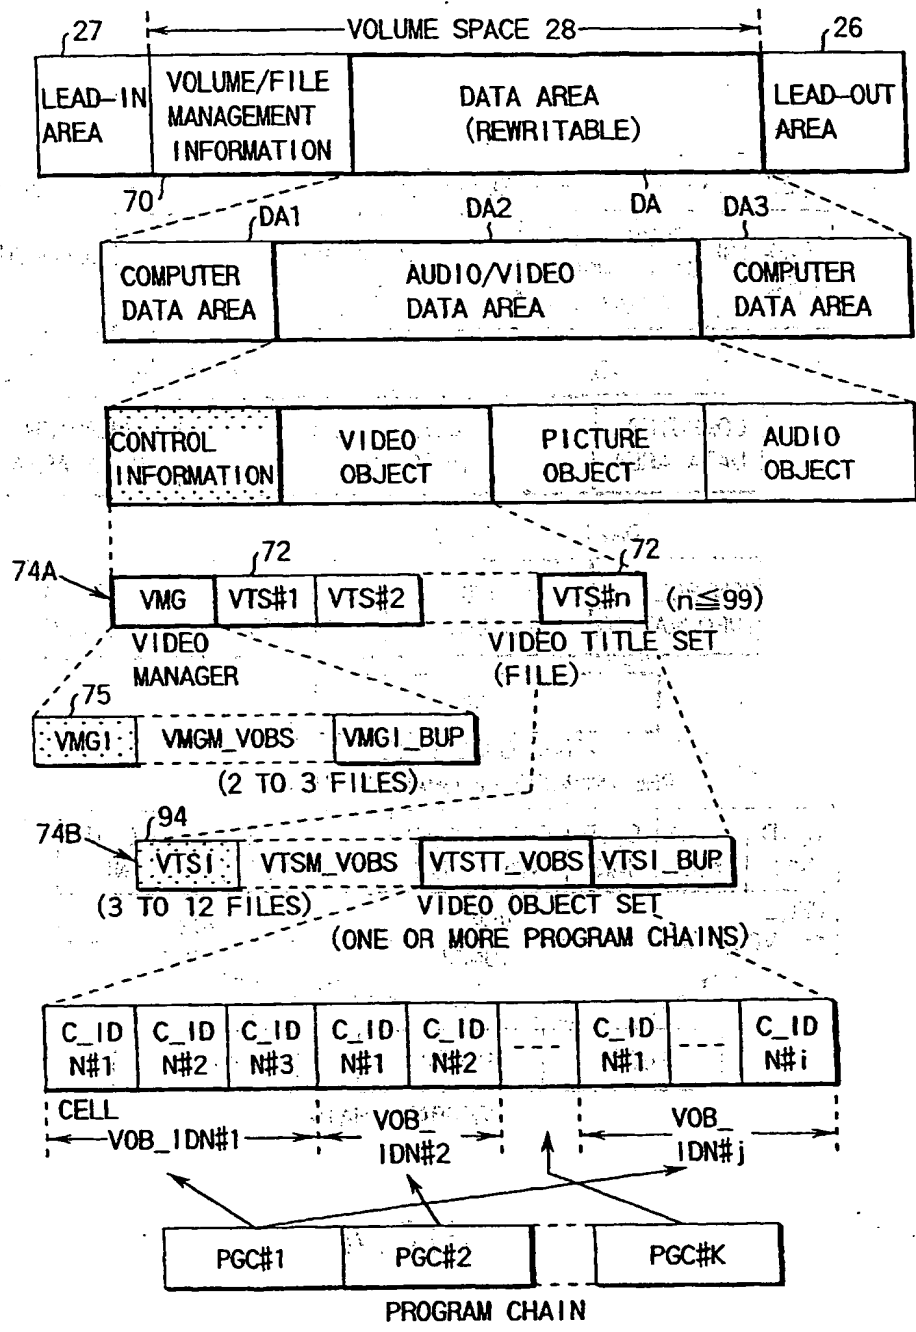 27
VOLUME SPACE 28
26
LEAD-IN AREA
VOLUME/FILE MANAGEMENT INFORMATION
DATA AREA (REWRITABLE)
LEAD-OUT AREA
70
DA1
DA2
DA
DA3
COMPUTER DATA AREA
AUDIO/VIDEO DATA AREA
COMPUTER DATA AREA
CONTROL INFORMATION
VIDEO OBJECT
PICTURE OBJECT
AUDIO OBJECT
74A
72
72
VMG
VTS#1
VTS#2
VTS#n
(n≦99)
VIDEO MANAGER
VIDEO TITLE SET (FILE)
75
VMGI
VMGM_VOBS
VMGI_BUP
(2 TO 3 FILES)
74B
94
VTSI
VTSM_VOBS
VTSTT_VOBS
VTSI_BUP
(3 TO 12 FILES)
VIDEO OBJECT SET
(ONE OR MORE PROGRAM CHAINS)
C_ID N#1
C_ID N#2
C_ID N#3
C_ID N#1
C_ID N#2
C_ID N#1
C_ID N#i
CELL
VOB_IDN#1
VOB_ IDN#2
VOB_ IDN#j
PGC#1
PGC#2
PGC#K
PROGRAM CHAIN